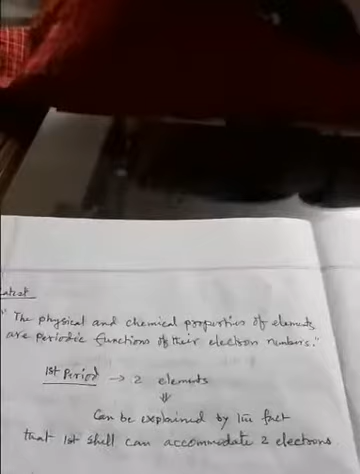 Latest
"The physical and chemical properties of elements
are periodic functions of their electron numbers."
1st Period → 2 elements
⇓
Can be explained by the fact
that 1st shell can accommodate 2 electrons.